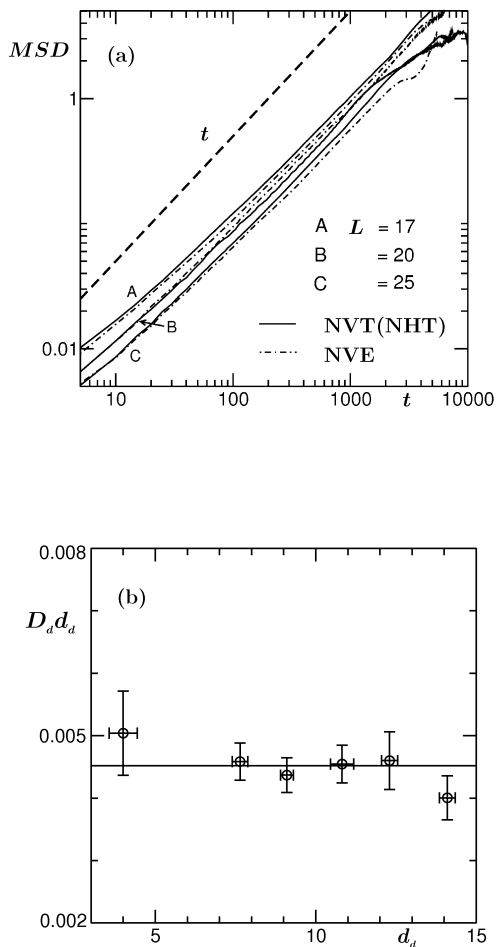 MSD
(a)
1
t
A L = 17
B = 20
C = 25
A
B
C
NVT(NHT)
NVE
0.01
10 100 1000 t 10000
0.008
(b)
D_d d_d
0.005
0.002
5 10 d_d 15